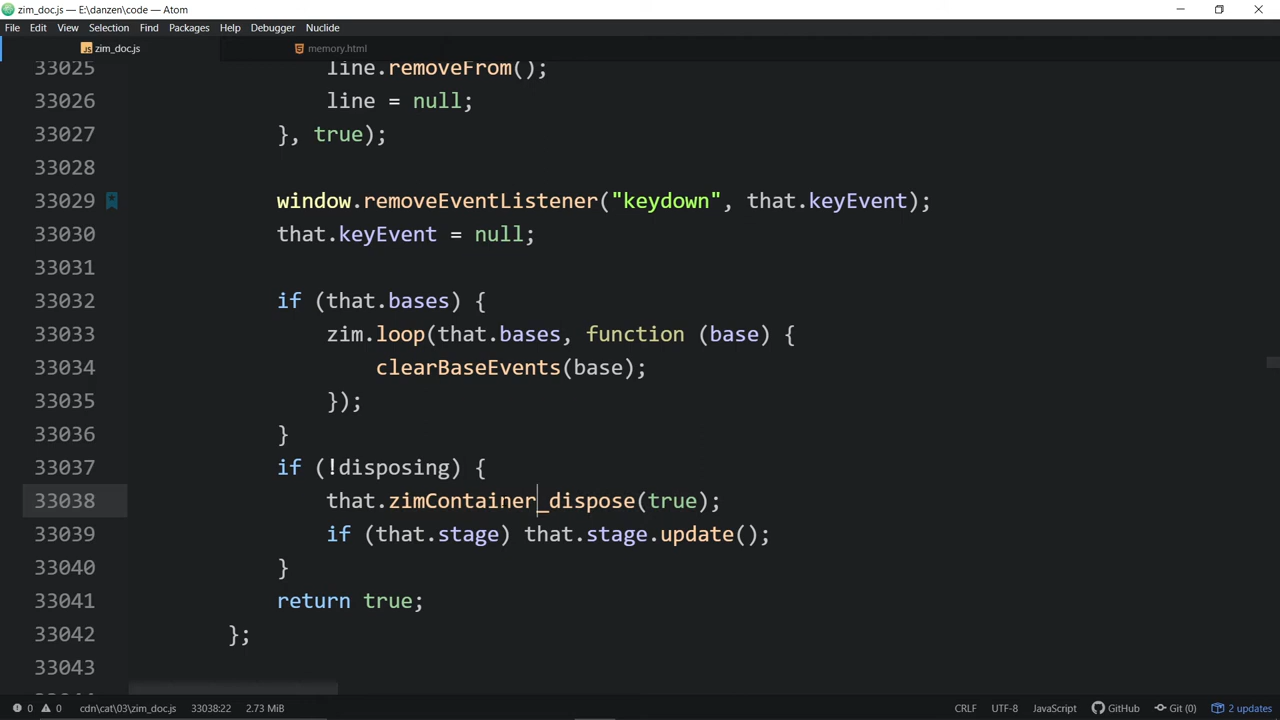 zim_doc.js — E:\danzen\code — Atom
File Edit View Selection Find Packages Help Debugger Nuclide
zim_doc.js memory.html
33025 line.removeFrom();
33026 line = null;
33027 }, true);
33028
33029 window.removeEventListener("keydown", that.keyEvent);
33030 that.keyEvent = null;
33031
33032 if (that.bases) {
33033 zim.loop(that.bases, function (base) {
33034 clearBaseEvents(base);
33035 });
33036 }
33037 if (!disposing) {
33038 that.zimContainer_dispose(true);
33039 if (that.stage) that.stage.update();
33040 }
33041 return true;
33042 };
33043
0 0 cdn\cat\03\zim_doc.js 33038:22 2.73 MiB CRLF UTF-8 JavaScript GitHub Git (0) 2 updates